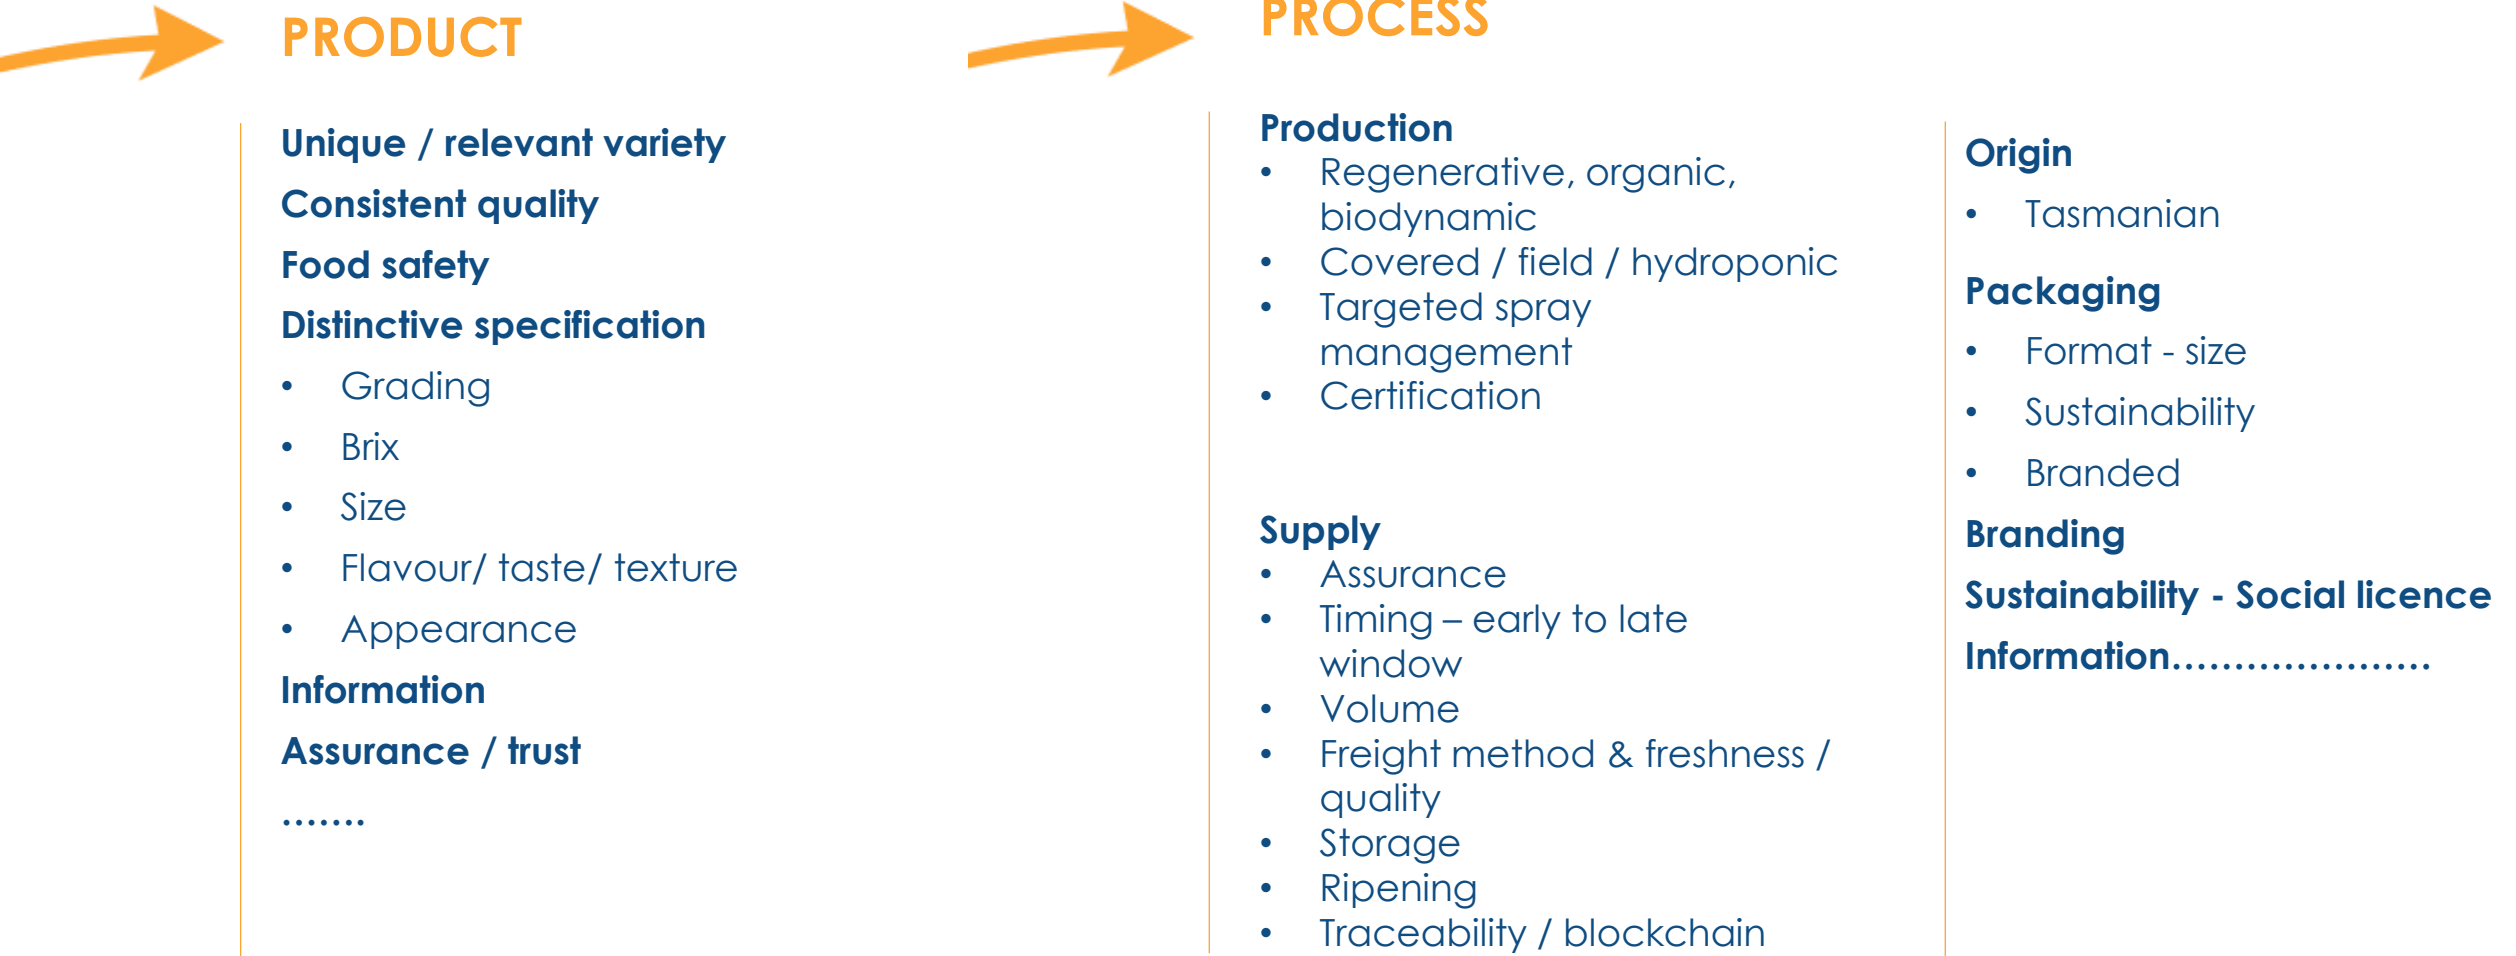 PRODUCT
Unique / relevant variety
Consistent quality
Food safety
Distinctive specification
• Grading
• Brix
• Size
• Flavour/ taste/ texture
• Appearance
Information
Assurance / trust
.......
PROCESS
Production
• Regenerative, organic,
biodynamic
• Covered / field / hydroponic
• Targeted spray
management
• Certification
Supply
• Assurance
• Timing – early to late
window
• Volume
• Freight method & freshness /
quality
• Storage
• Ripening
• Traceability / blockchain
Origin
• Tasmanian
Packaging
• Format - size
• Sustainability
• Branded
Branding
Sustainability - Social licence
Information.....................